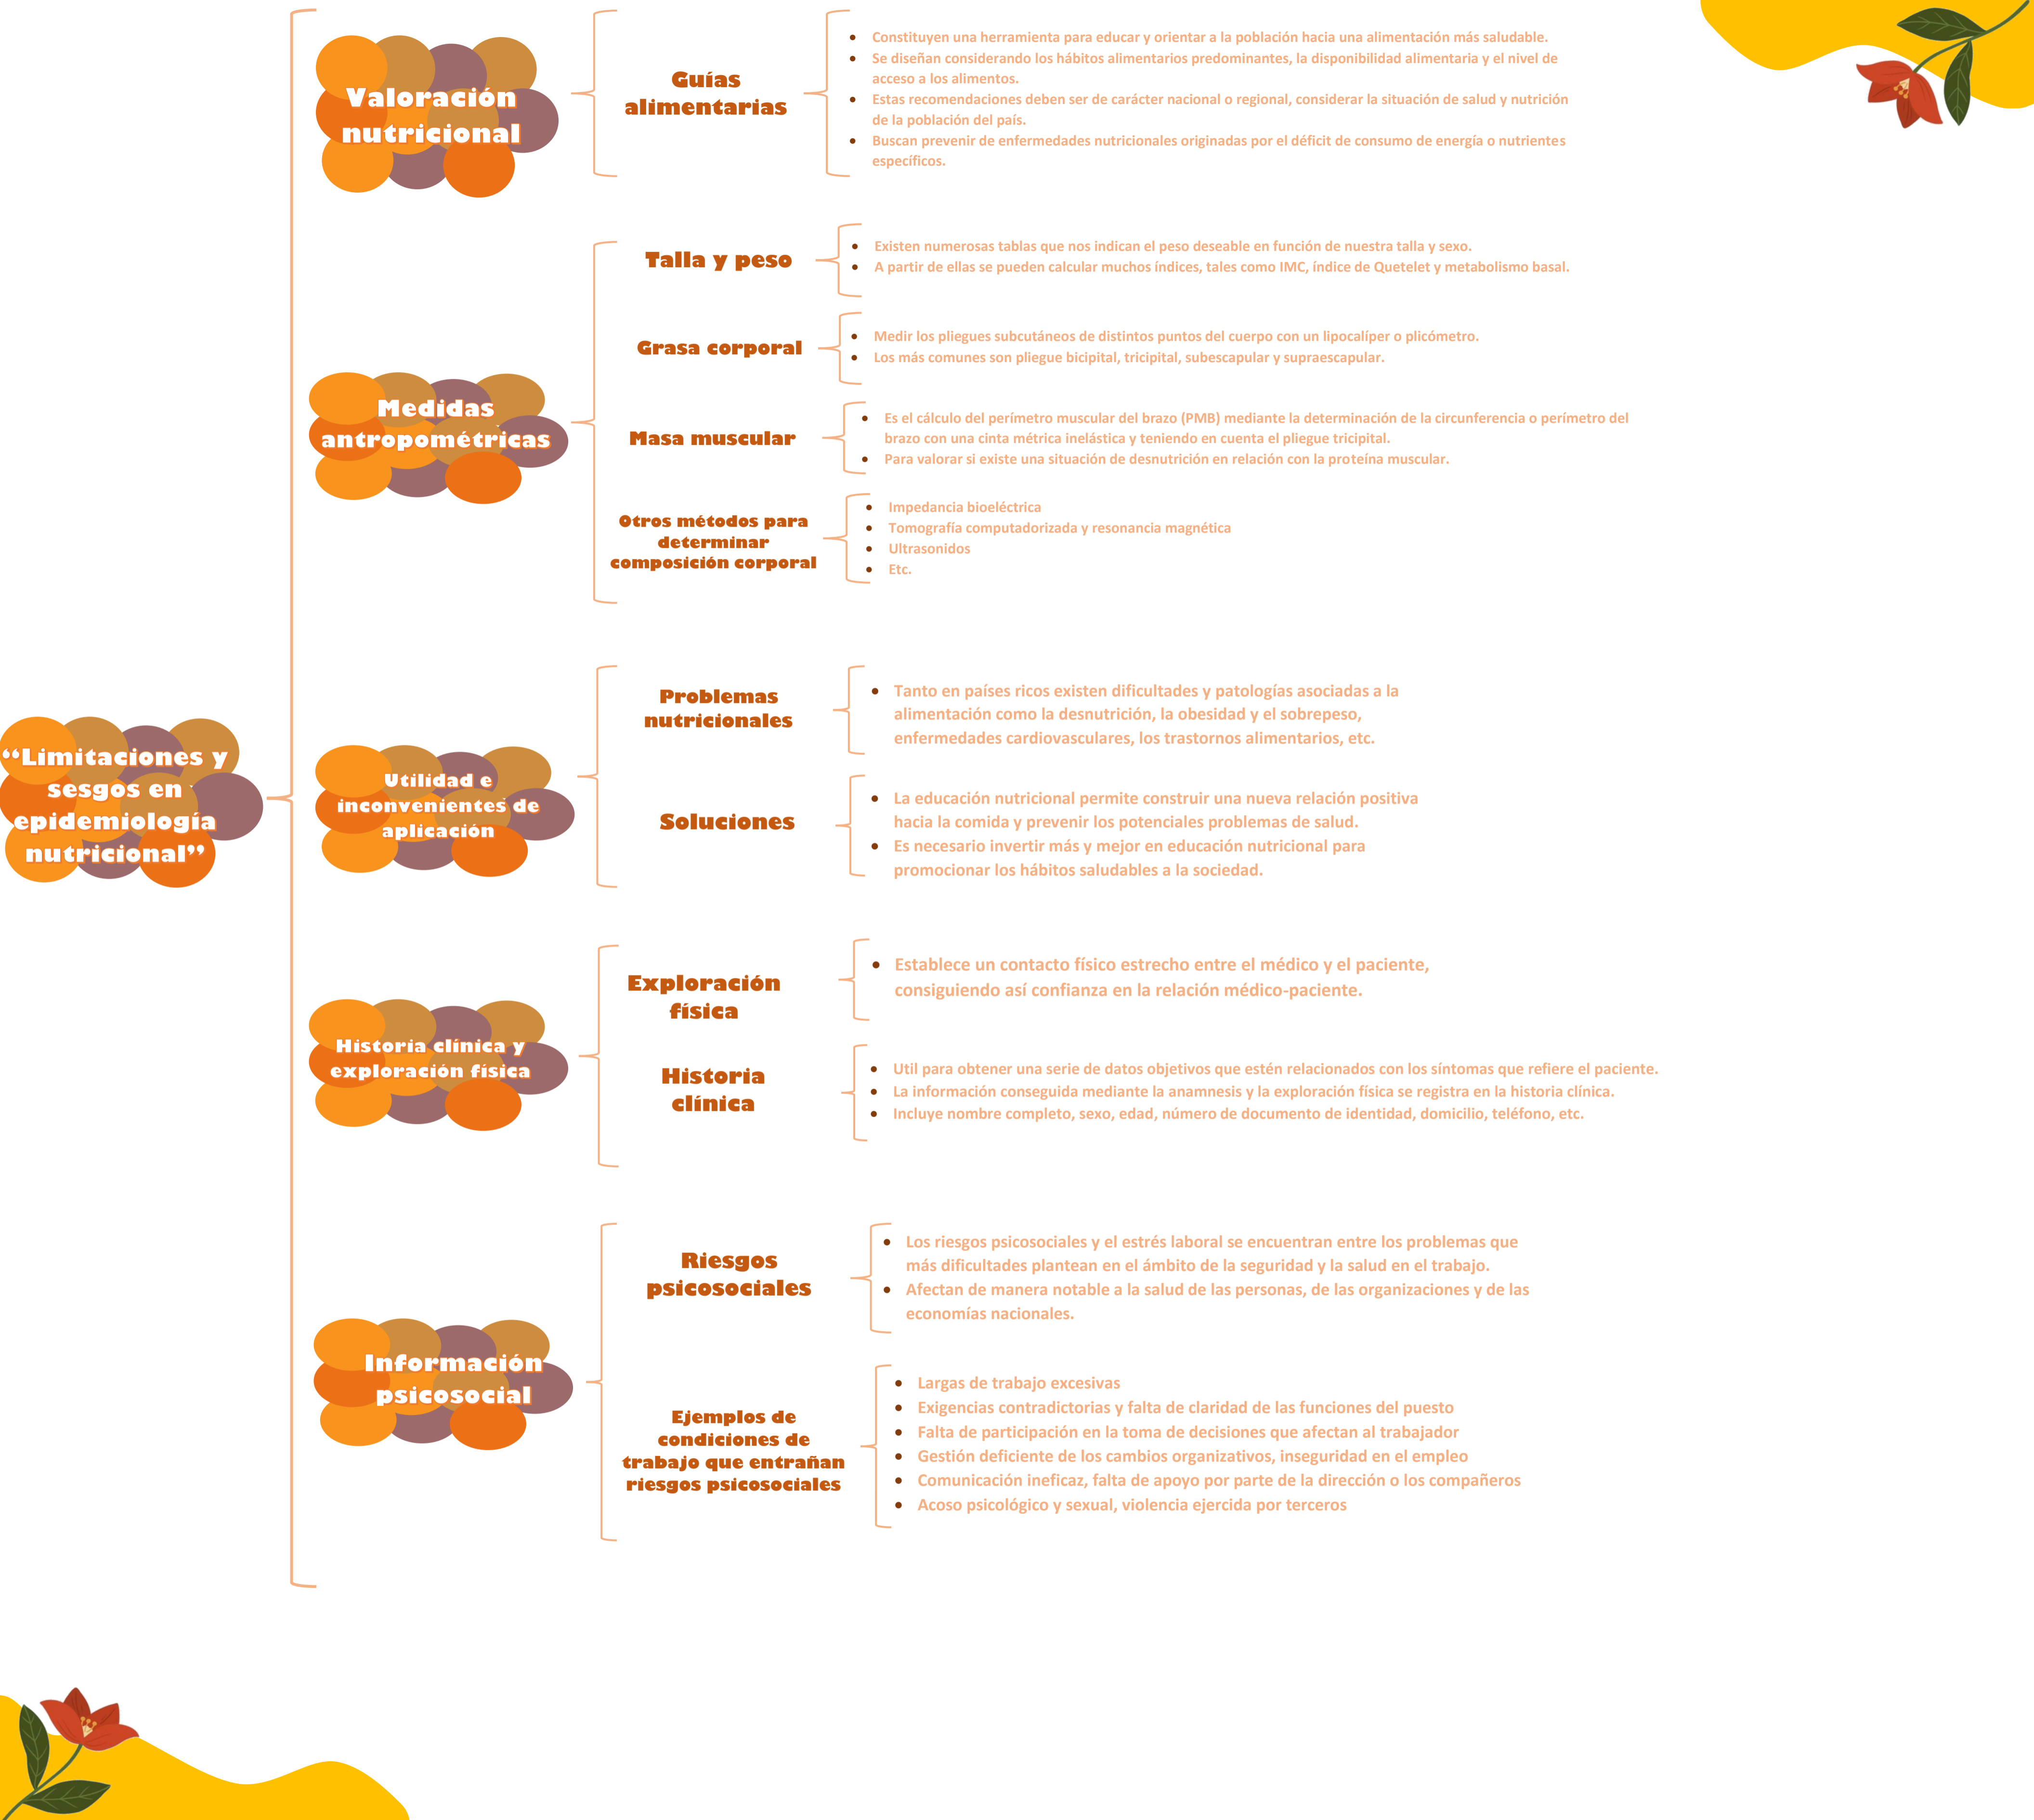 “Limitaciones y
sesgos en
epidemiología
nutricional”
Valoración
nutricional
Guías
alimentarias
• Constituyen una herramienta para educar y orientar a la población hacia una alimentación más saludable.
• Se diseñan considerando los hábitos alimentarios predominantes, la disponibilidad alimentaria y el nivel de
acceso a los alimentos.
• Estas recomendaciones deben ser de carácter nacional o regional, considerar la situación de salud y nutrición
de la población del país.
• Buscan prevenir de enfermedades nutricionales originadas por el déficit de consumo de energía o nutrientes
específicos.
Medidas
antropométricas
Talla y peso
• Existen numerosas tablas que nos indican el peso deseable en función de nuestra talla y sexo.
• A partir de ellas se pueden calcular muchos índices, tales como IMC, índice de Quetelet y metabolismo basal.
Grasa corporal
• Medir los pliegues subcutáneos de distintos puntos del cuerpo con un lipocalíper o plicómetro.
• Los más comunes son pliegue bicipital, tricipital, subescapular y supraescapular.
Masa muscular
• Es el cálculo del perímetro muscular del brazo (PMB) mediante la determinación de la circunferencia o perímetro del
brazo con una cinta métrica inelástica y teniendo en cuenta el pliegue tricipital.
• Para valorar si existe una situación de desnutrición en relación con la proteína muscular.
Otros métodos para
determinar
composición corporal
• Impedancia bioeléctrica
• Tomografía computadorizada y resonancia magnética
• Ultrasonidos
• Etc.
Utilidad e
inconvenientes de
aplicación
Problemas
nutricionales
• Tanto en países ricos existen dificultades y patologías asociadas a la
alimentación como la desnutrición, la obesidad y el sobrepeso,
enfermedades cardiovasculares, los trastornos alimentarios, etc.
Soluciones
• La educación nutricional permite construir una nueva relación positiva
hacia la comida y prevenir los potenciales problemas de salud.
• Es necesario invertir más y mejor en educación nutricional para
promocionar los hábitos saludables a la sociedad.
Historia clínica y
exploración física
Exploración
física
• Establece un contacto físico estrecho entre el médico y el paciente,
consiguiendo así confianza en la relación médico-paciente.
Historia
clínica
• Util para obtener una serie de datos objetivos que estén relacionados con los síntomas que refiere el paciente.
• La información conseguida mediante la anamnesis y la exploración física se registra en la historia clínica.
• Incluye nombre completo, sexo, edad, número de documento de identidad, domicilio, teléfono, etc.
Información
psicosocial
Riesgos
psicosociales
• Los riesgos psicosociales y el estrés laboral se encuentran entre los problemas que
más dificultades plantean en el ámbito de la seguridad y la salud en el trabajo.
• Afectan de manera notable a la salud de las personas, de las organizaciones y de las
economías nacionales.
Ejemplos de
condiciones de
trabajo que entrañan
riesgos psicosociales
• Largas de trabajo excesivas
• Exigencias contradictorias y falta de claridad de las funciones del puesto
• Falta de participación en la toma de decisiones que afectan al trabajador
• Gestión deficiente de los cambios organizativos, inseguridad en el empleo
• Comunicación ineficaz, falta de apoyo por parte de la dirección o los compañeros
• Acoso psicológico y sexual, violencia ejercida por terceros